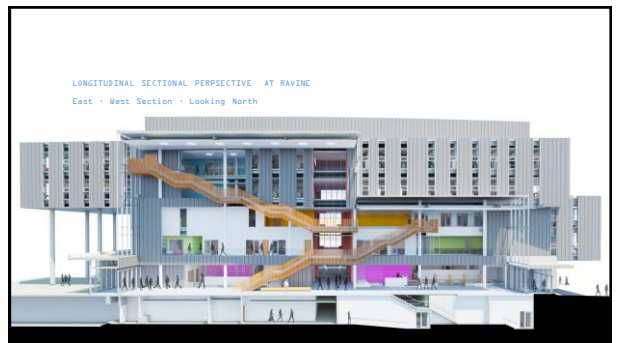 LONGITUDINAL SECTIONAL PERPSECTIVE AT RAVINE
East - West Section - Looking North